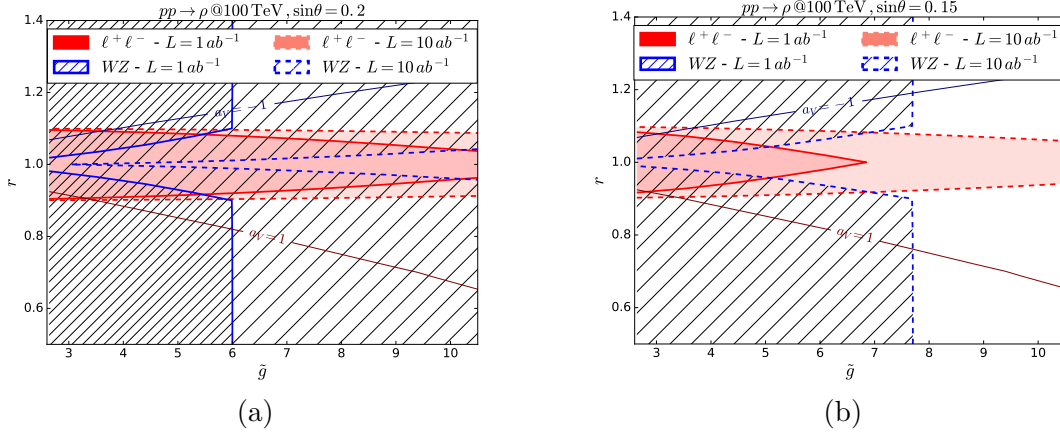 pp → ρ @100 TeV, sinθ = 0.2
ℓ⁺ℓ⁻ - L = 1 ab⁻¹
ℓ⁺ℓ⁻ - L = 10 ab⁻¹
WZ - L = 1 ab⁻¹
WZ - L = 10 ab⁻¹
1.4
1.2
1.0
0.8
0.6
r
a_V = -1
a_V = 1
3 4 5 6 7 8 9 10
g̃
(a)
pp → ρ @100 TeV, sinθ = 0.15
ℓ⁺ℓ⁻ - L = 1 ab⁻¹
ℓ⁺ℓ⁻ - L = 10 ab⁻¹
WZ - L = 1 ab⁻¹
WZ - L = 10 ab⁻¹
1.4
1.2
1.0
0.8
0.6
r
a_V = -1
a_V = 1
3 4 5 6 7 8 9 10
g̃
(b)